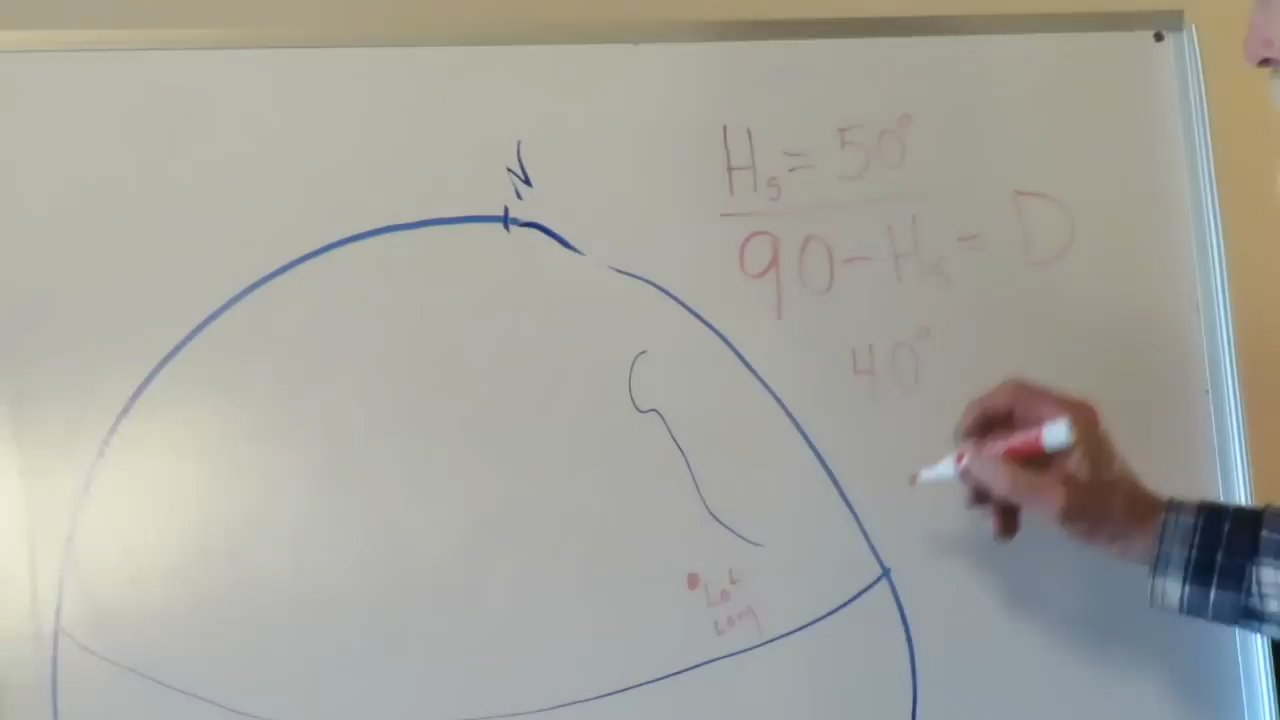 N
Hs = 50°
90 - Hs = D
40°
Lat
Long